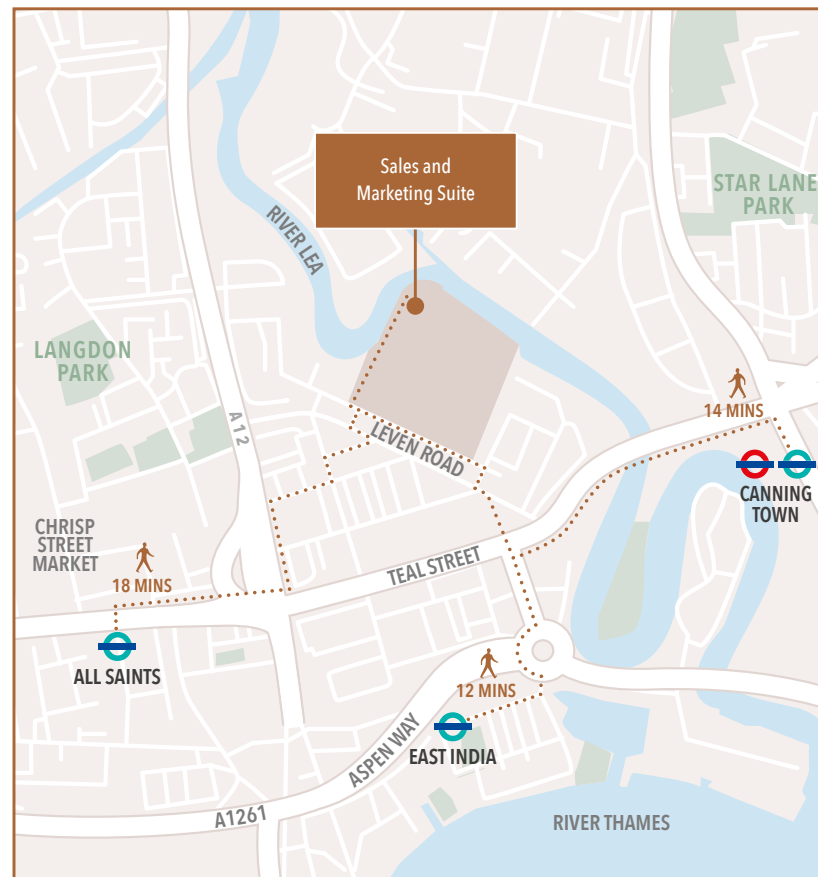 Sales and
Marketing Suite
STAR LANE
PARK
RIVER LEA
LANGDON
PARK
A12
14 MINS
LEVEN ROAD
CANNING
TOWN
CHRISP
STREET
MARKET
18 MINS
TEAL STREET
ALL SAINTS
12 MINS
ASPEN WAY
EAST INDIA
A1261
RIVER THAMES